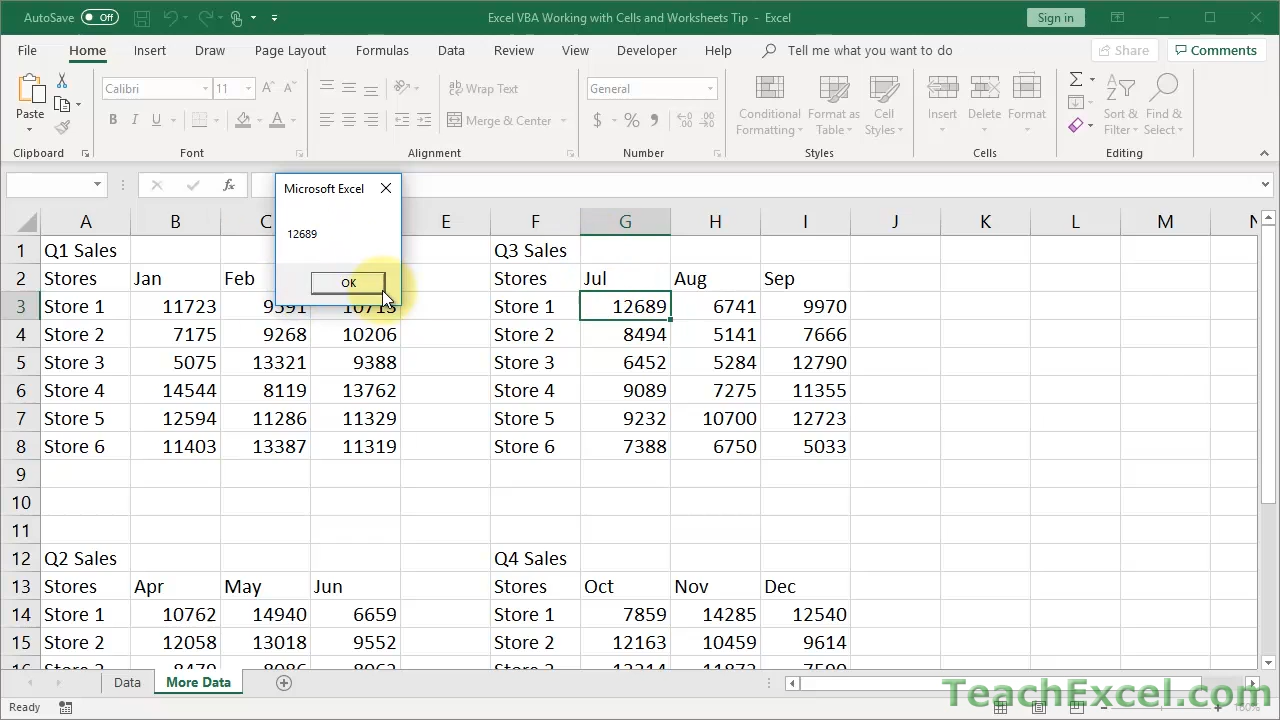 AutoSave Off
Excel VBA Working with Cells and Worksheets Tip - Excel
Sign in
File Home Insert Draw Page Layout Formulas Data Review View Developer Help Tell me what you want to do Share Comments
Paste
Clipboard
Calibri 11
B I U
Font
Wrap Text
Merge & Center
Alignment
General
$ % ,
Number
Conditional Formatting
Format as Table
Cell Styles
Styles
Insert Delete Format
Cells
Sort & Filter
Find & Select
Editing
fx
Microsoft Excel
12689
OK
A B C E F G H I J K L M N
1 Q1 Sales Q3 Sales
2 Stores Jan Feb Stores Jul Aug Sep
3 Store 1 11723 9591 10715 Store 1 12689 6741 9970
4 Store 2 7175 9268 10206 Store 2 8494 5141 7666
5 Store 3 5075 13321 9388 Store 3 6452 5284 12790
6 Store 4 14544 8119 13762 Store 4 9089 7275 11355
7 Store 5 12594 11286 11329 Store 5 9232 10700 12723
8 Store 6 11403 13387 11319 Store 6 7388 6750 5033
9
10
11
12 Q2 Sales Q4 Sales
13 Stores Apr May Jun Stores Oct Nov Dec
14 Store 1 10762 14940 6659 Store 1 7859 14285 12540
15 Store 2 12058 13018 9552 Store 2 12163 10459 9614
Data More Data
Ready
TeachExcel.com